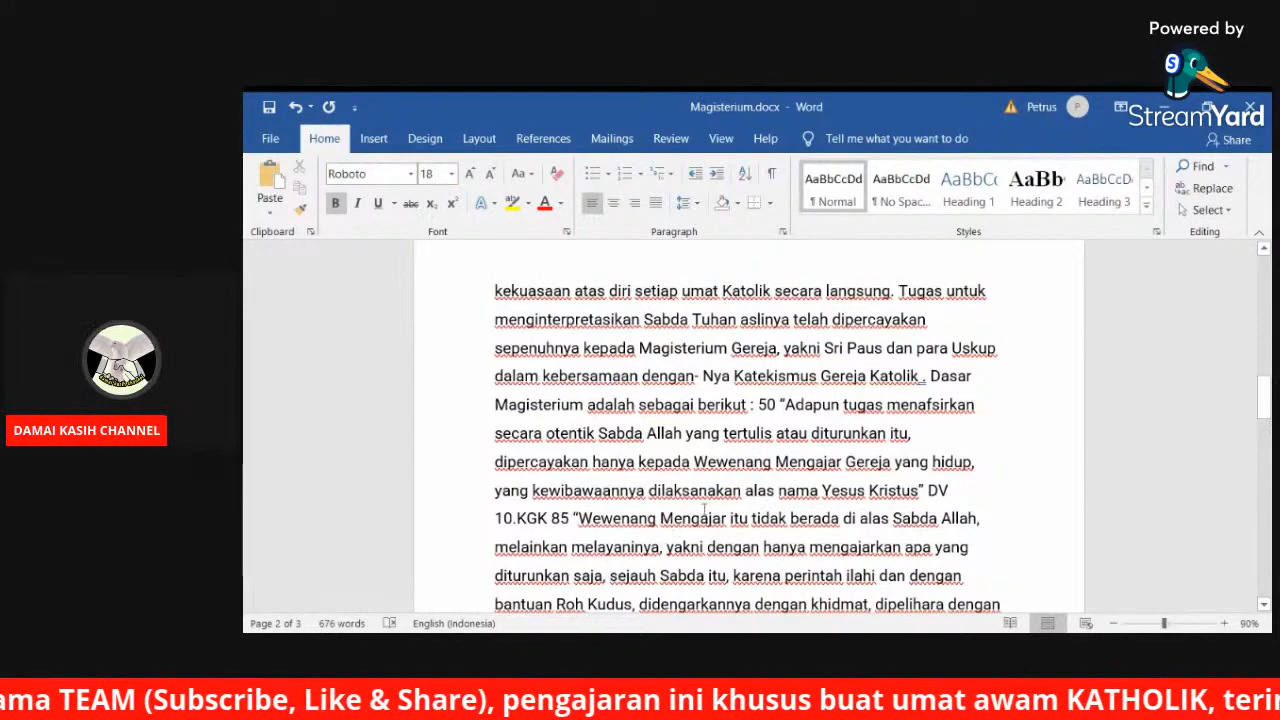 Powered by
StreamYard
Magisterium.docx - Word
Petrus
P
File Home Insert Design Layout References Mailings Review View Help Tell me what you want to do Share
Paste
Roboto 18 Aa
B I U abc x₂ x² A A
AaBbCcDd AaBbCcDd AaBbCc AaBb AaBbCcD
¶ Normal ¶ No Spac... Heading 1 Heading 2 Heading 3
Find
Replace
Select
Clipboard Font Paragraph Styles Editing
kekuasaan atas diri setiap umat Katolik secara langsung. Tugas untuk
menginterpretasikan Sabda Tuhan aslinya telah dipercayakan
sepenuhnya kepada Magisterium Gereja, yakni Sri Paus dan para Uskup
dalam kebersamaan dengan- Nya Katekismus Gereja Katolik . Dasar
Magisterium adalah sebagai berikut : 50 “Adapun tugas menafsirkan
secara otentik Sabda Allah yang tertulis atau diturunkan itu,
dipercayakan hanya kepada Wewenang Mengajar Gereja yang hidup,
yang kewibawaannya dilaksanakan alas nama Yesus Kristus” DV
10.KGK 85 “Wewenang Mengajar itu tidak berada di alas Sabda Allah,
melainkan melayaninya, yakni dengan hanya mengajarkan apa yang
diturunkan saja, sejauh Sabda itu, karena perintah ilahi dan dengan
bantuan Roh Kudus, didengarkannya dengan khidmat, dipelihara dengan
Page 2 of 3 676 words English (Indonesia) 90%
DAMAI KASIH CHANNEL
ama TEAM (Subscribe, Like & Share), pengajaran ini khusus buat umat awam KATHOLIK, teri